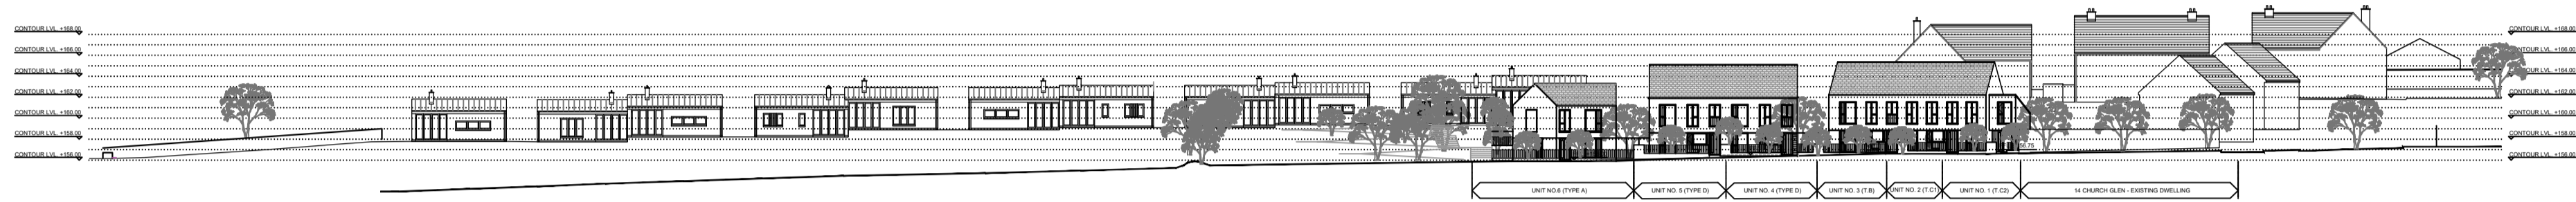 CONTOUR LVL. +168.00
CONTOUR LVL. +166.00
CONTOUR LVL. +164.00
CONTOUR LVL. +162.00
CONTOUR LVL. +160.00
CONTOUR LVL. +158.00
CONTOUR LVL. +156.00
CONTOUR LVL. +168.00
CONTOUR LVL. +166.00
CONTOUR LVL. +164.00
CONTOUR LVL. +162.00
CONTOUR LVL. +160.00
CONTOUR LVL. +158.00
CONTOUR LVL. +156.00
UNIT NO.6 (TYPE A)
UNIT NO. 5 (TYPE D)
UNIT NO. 4 (TYPE D)
UNIT NO. 3 (T.B)
UNIT NO. 2 (T.C1)
UNIT NO. 1 (T.C2)
14 CHURCH GLEN - EXISTING DWELLING